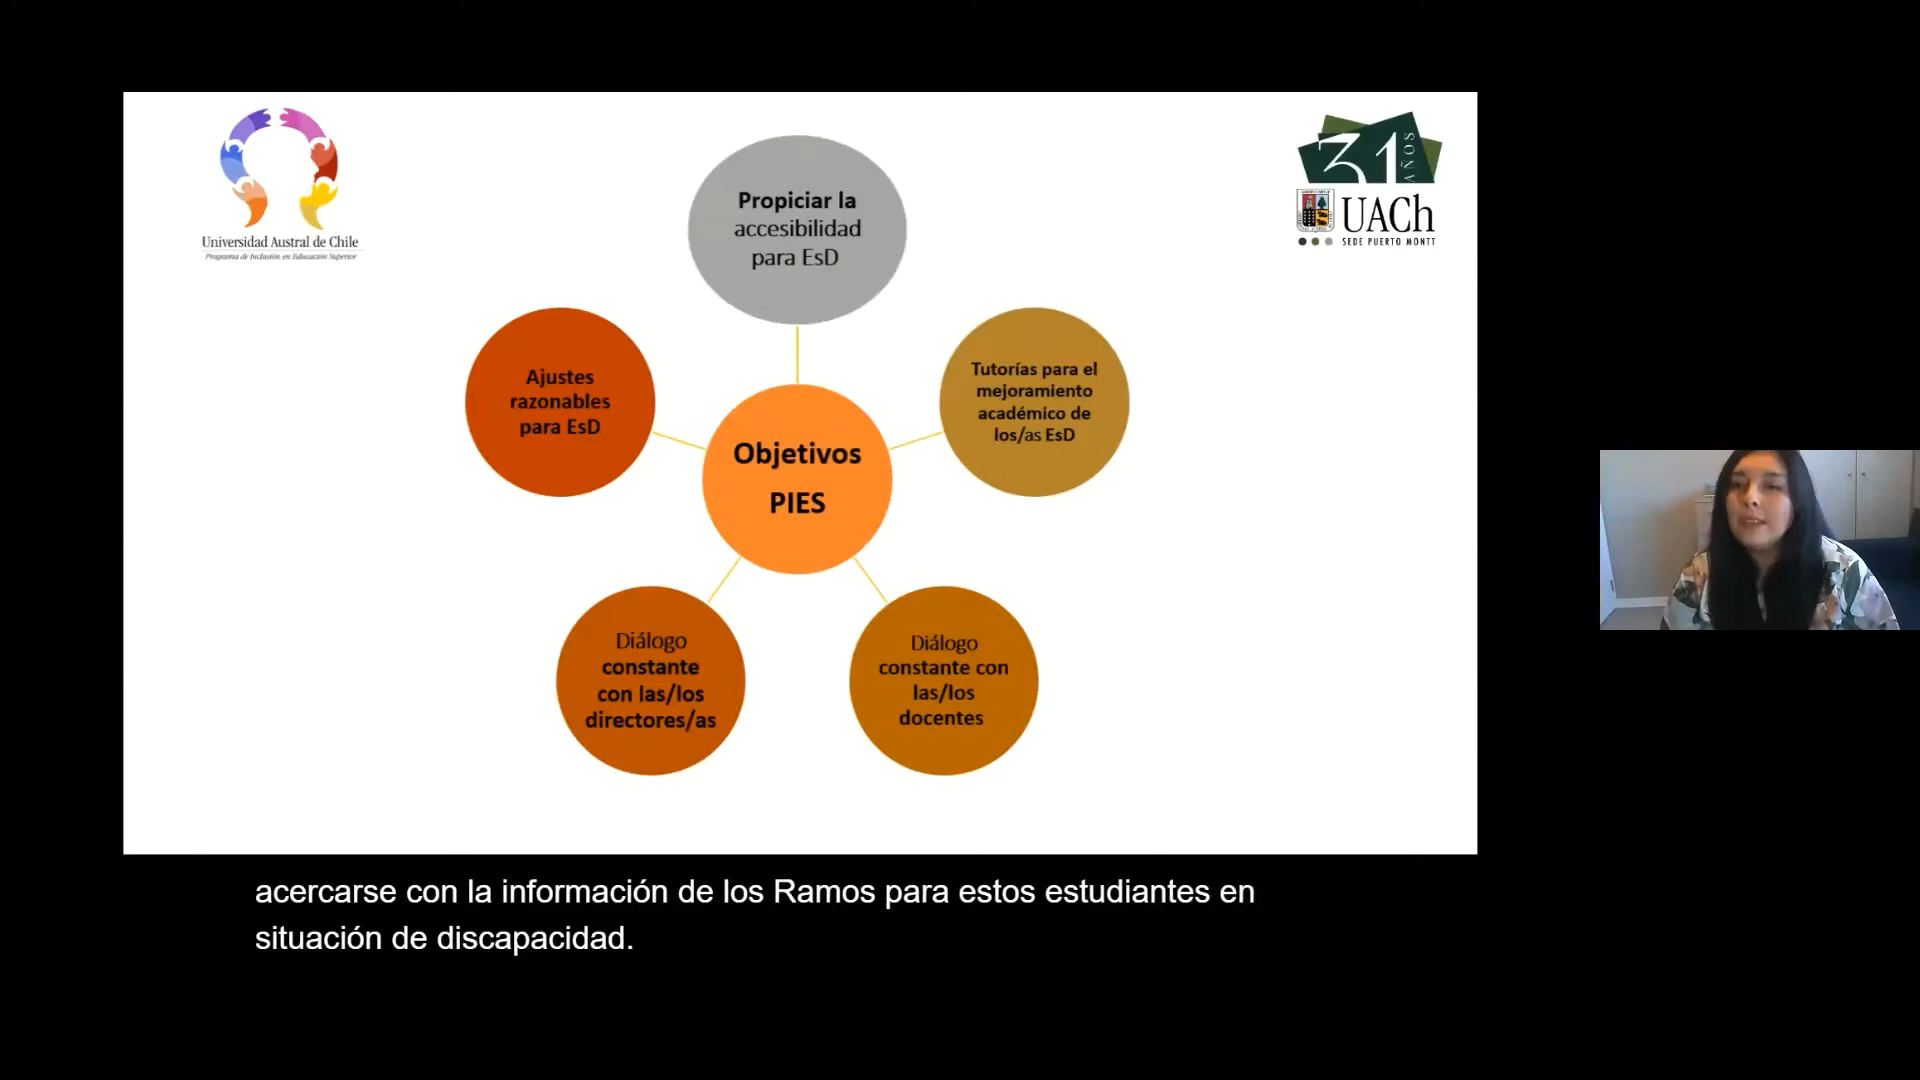 Universidad Austral de Chile
Programa de Inclusión en Educación Superior
31
AÑOS
UACh
SEDE PUERTO MONTT
Propiciar la
accesibilidad
para EsD
Ajustes
razonables
para EsD
Tutorías para el
mejoramiento
académico de
los/as EsD
Objetivos
PIES
Diálogo
constante
con las/los
directores/as
Diálogo
constante con
las/los
docentes
acercarse con la información de los Ramos para estos estudiantes en
situación de discapacidad.